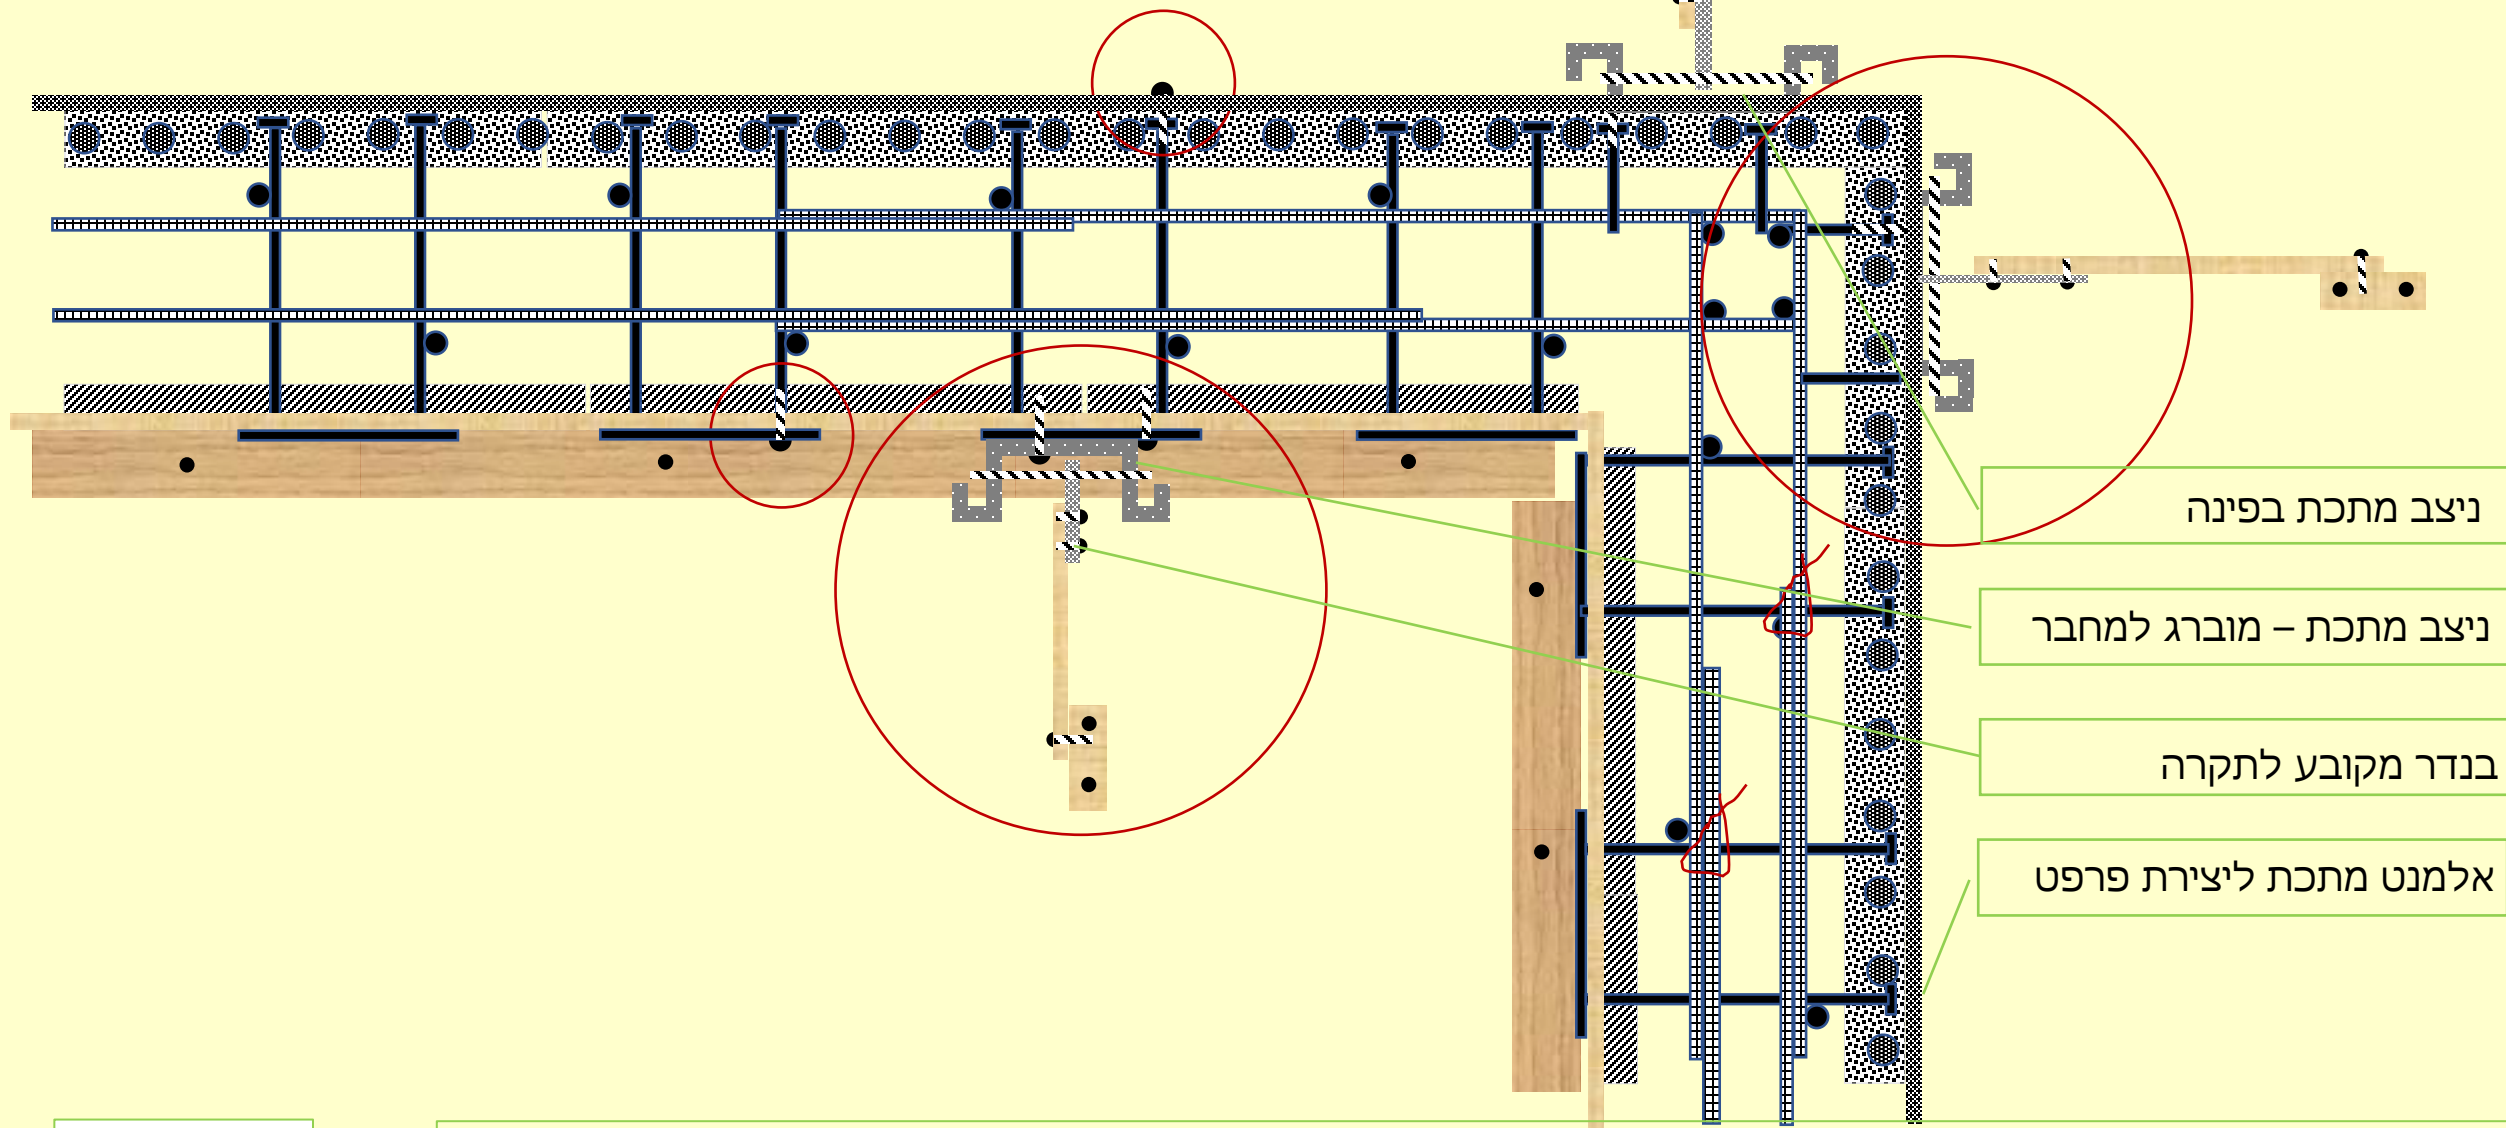 ניצב מתכת בפינה
ניצב מתכת – מוברג למחבר
בנדר מקובע לתקרה
אלמנט מתכת ליצירת פרפט